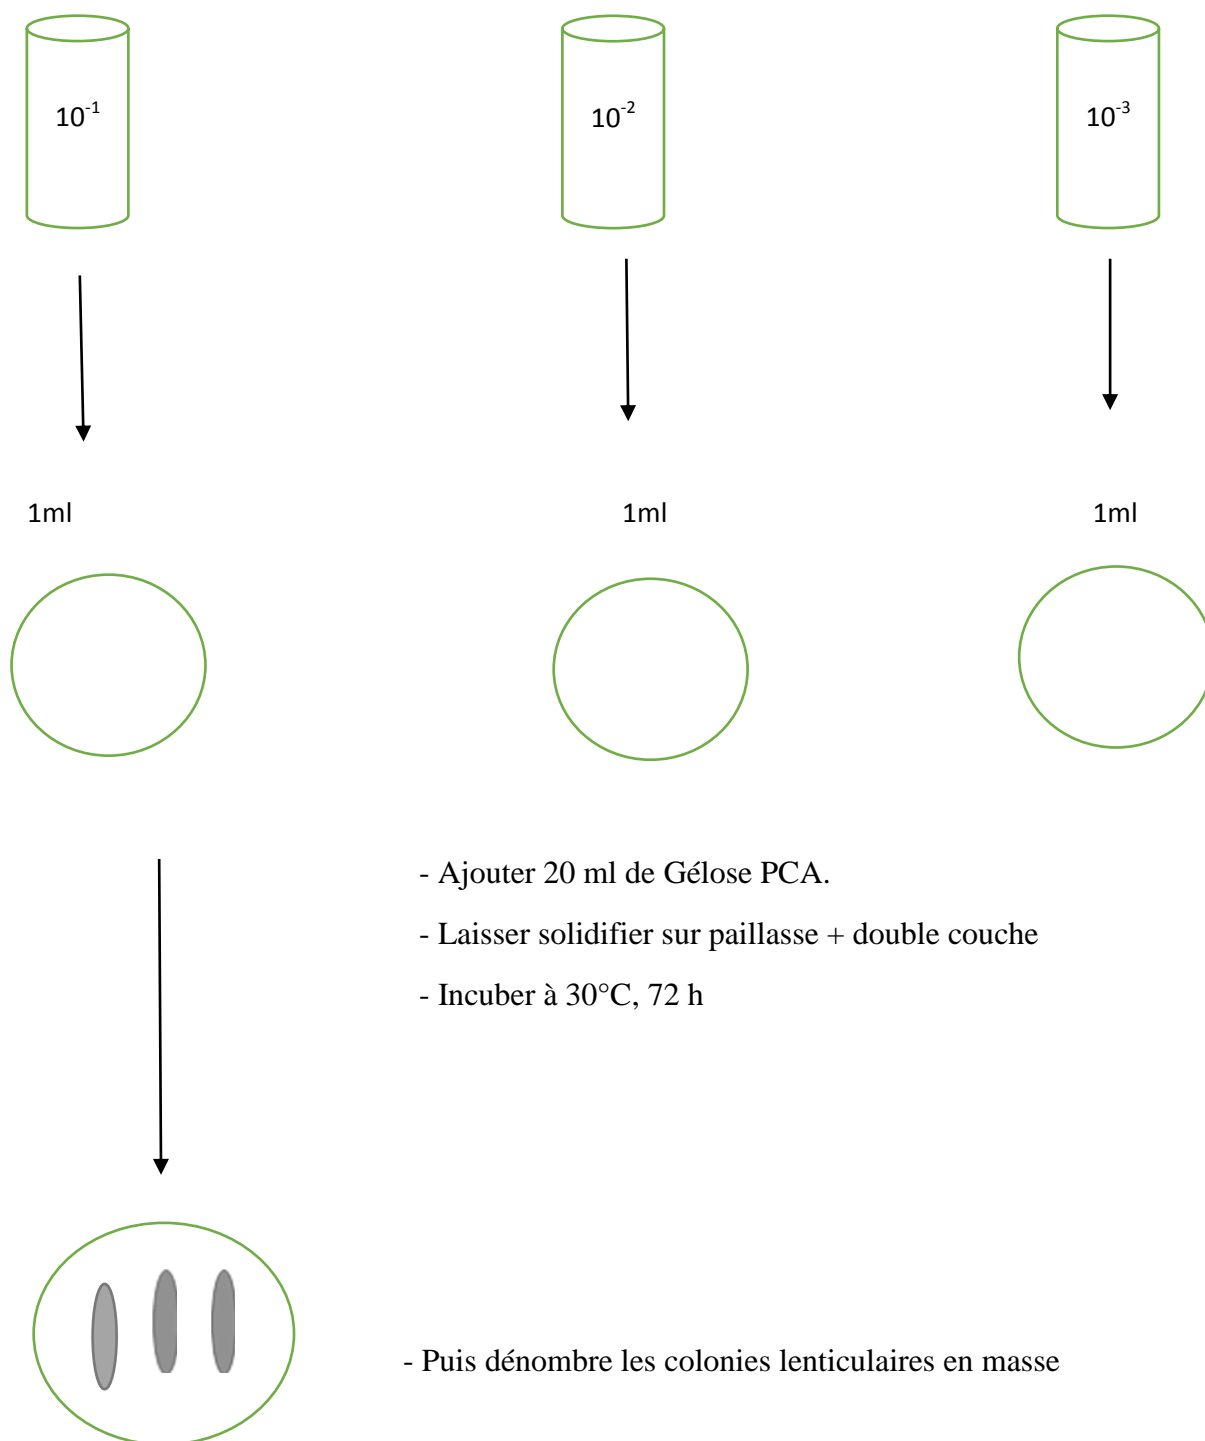 10⁻¹ 10⁻² 10⁻³
1ml 1ml 1ml
- Ajouter 20 ml de Gélose PCA.
- Laisser solidifier sur paillasse + double couche
- Incuber à 30°C, 72 h
- Puis dénombre les colonies lenticulaires en masse